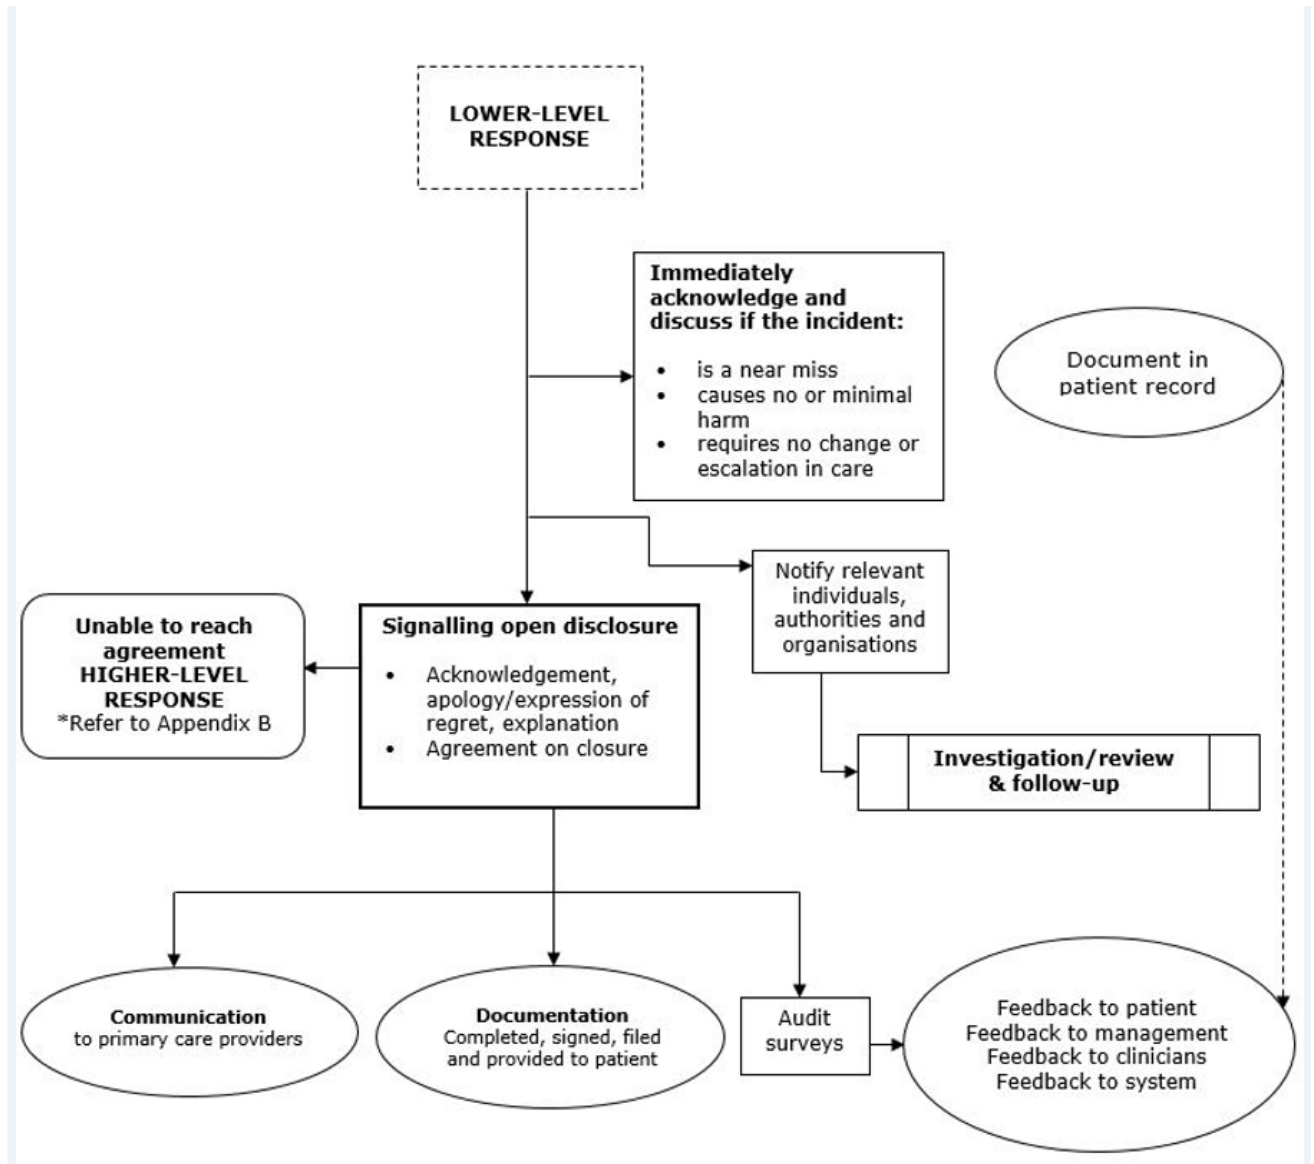 LOWER-LEVEL
RESPONSE
Immediately
acknowledge and
discuss if the incident:
• is a near miss
• causes no or minimal
harm
• requires no change or
escalation in care
Document in
patient record
Notify relevant
individuals,
authorities and
organisations
Unable to reach
agreement
HIGHER-LEVEL
RESPONSE
*Refer to Appendix B
Signalling open disclosure
• Acknowledgement,
apology/expression of
regret, explanation
• Agreement on closure
Investigation/review
& follow-up
Communication
to primary care providers
Documentation
Completed, signed, filed
and provided to patient
Audit
surveys
Feedback to patient
Feedback to management
Feedback to clinicians
Feedback to system